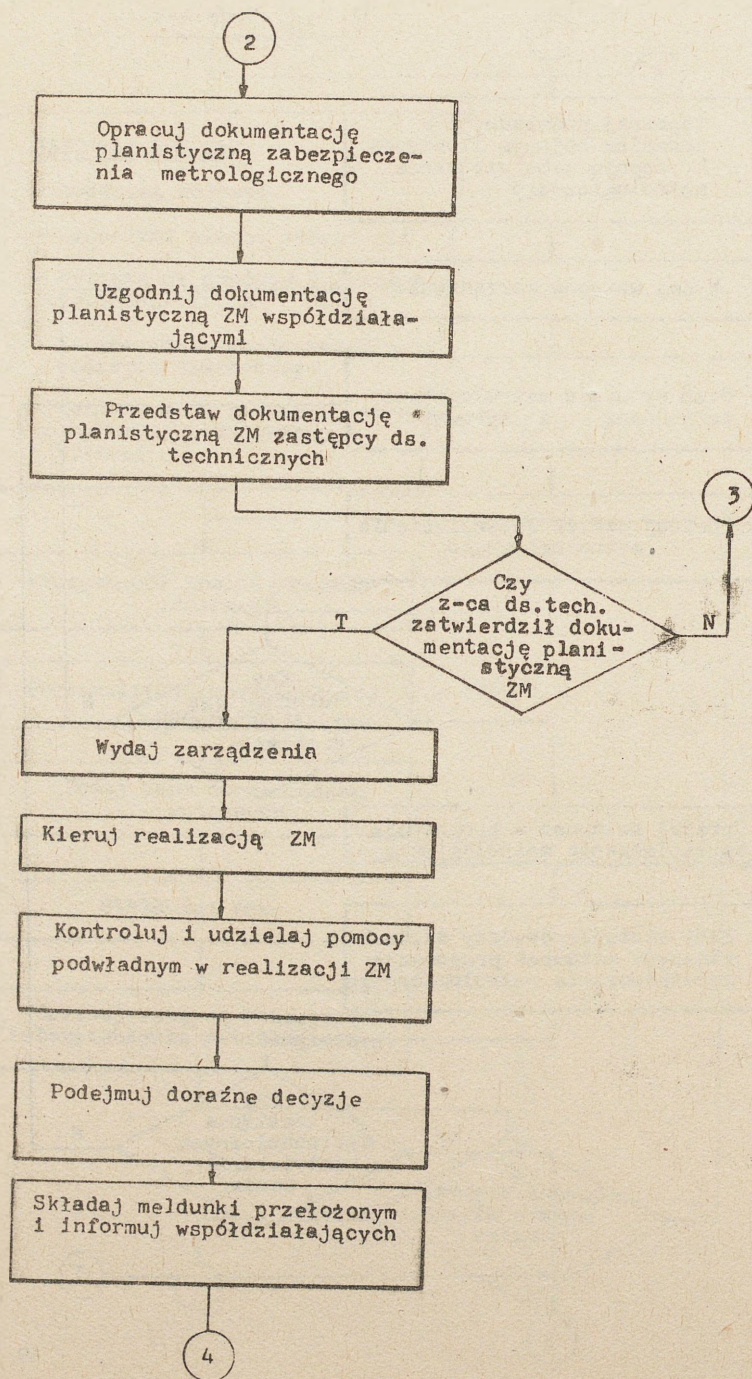 2
Opracuj dokumentację
planistyczną zabezpiecze-
nia metrologicznego
Uzgodnij dokumentację
planistyczną ZM współdziała-
jącymi
Przedstaw dokumentację
planistyczną ZM zastępcy ds.
technicznych
3
Czy
z-ca ds.tech.
zatwierdził doku-
mentację plani-
styczną
ZM
T
N
Wydaj zarządzenia
Kieruj realizacją ZM
Kontroluj i udzielaj pomocy
podwładnym w realizacji ZM
Podejmuj doraźne decyzje
Składaj meldunki przełożonym
i informuj współdziałających
4